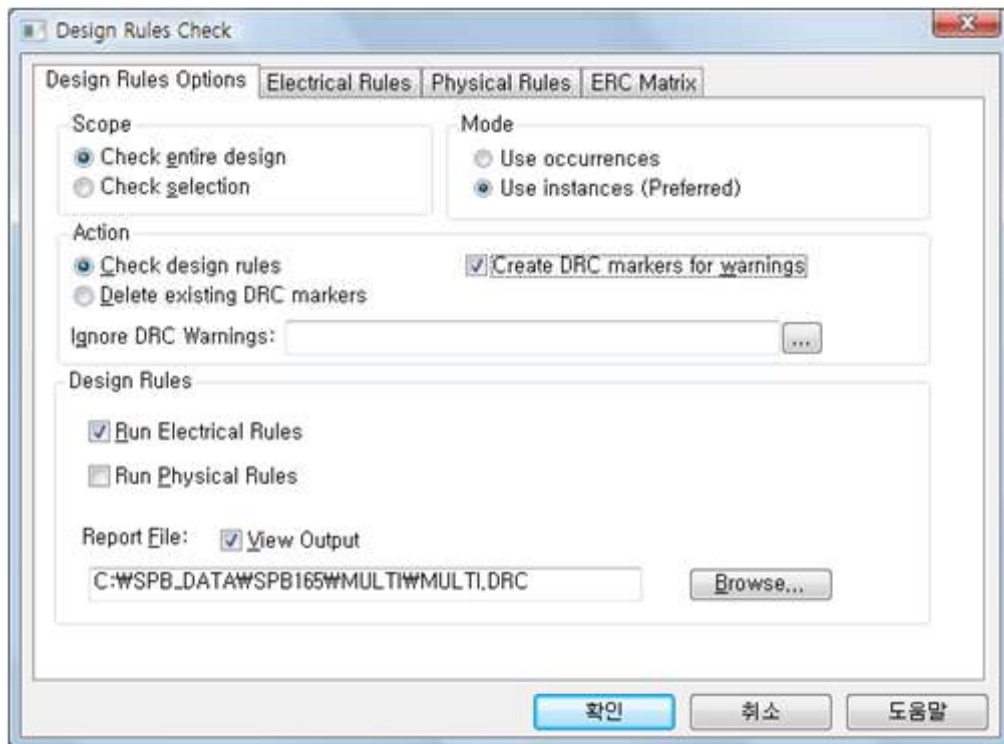 Design Rules Check
Design Rules Options Electrical Rules Physical Rules ERC Matrix
Scope
Check entire design
Check selection
Mode
Use occurrences
Use instances (Preferred)
Action
Check design rules
Create DRC markers for warnings
Delete existing DRC markers
Ignore DRC Warnings:
...
Design Rules
Run Electrical Rules
Run Physical Rules
Report File: View Output
C:₩SPB_DATA₩SPB165₩MULTI₩MULTI.DRC
Browse...
확인 취소 도움말